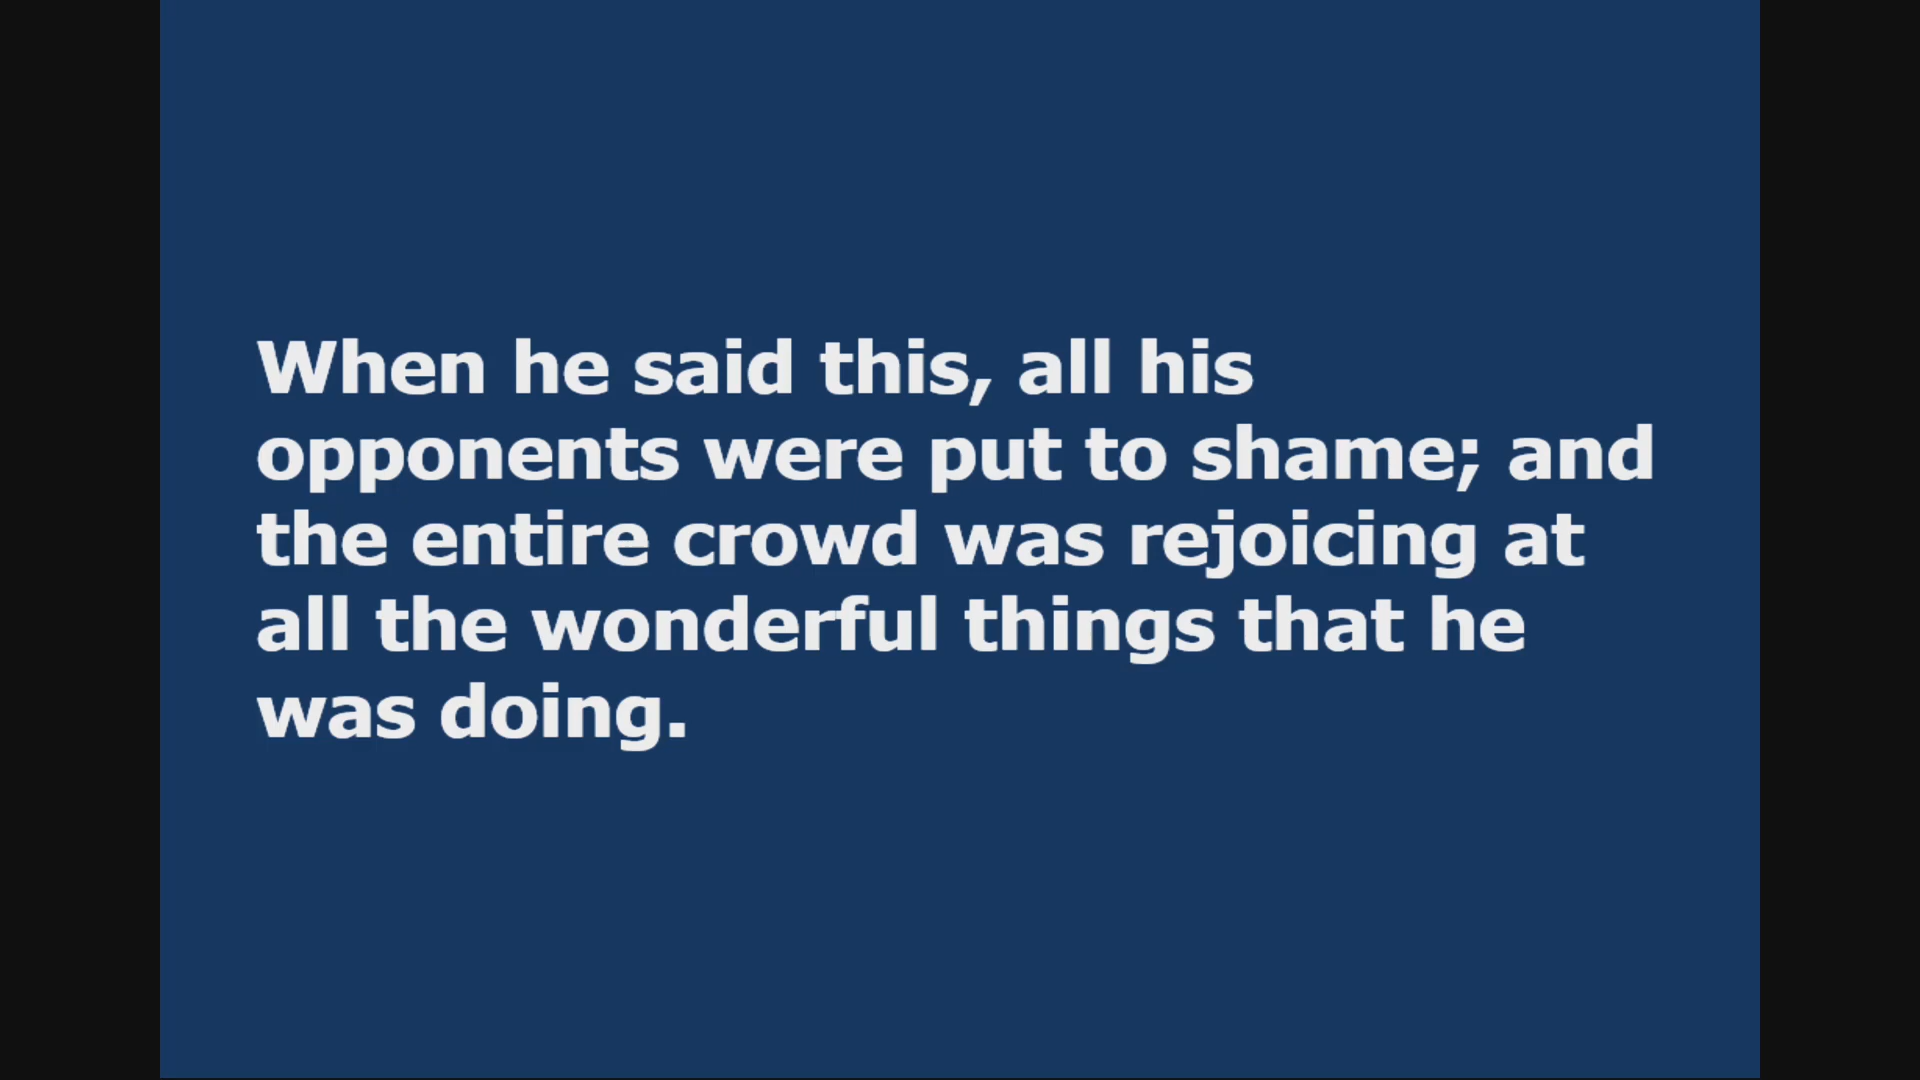 When he said this, all his
opponents were put to shame; and
the entire crowd was rejoicing at
all the wonderful things that he
was doing.